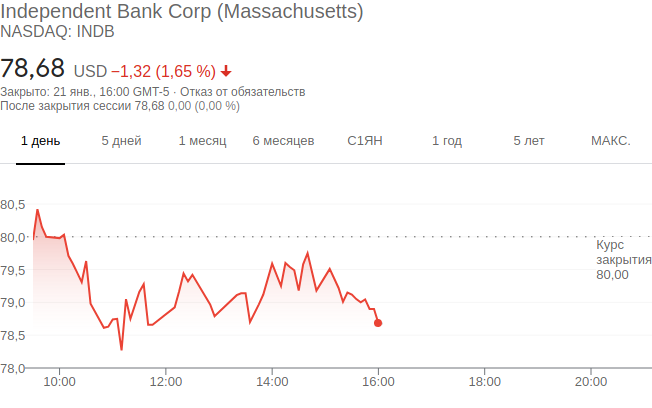 Independent Bank Corp (Massachusetts)
NASDAQ: INDB
78,68 USD −1,32 (1,65 %)
Закрыто: 21 янв., 16:00 GMT-5 · Отказ от обязательств
После закрытия сессии 78,68 0,00 (0,00 %)
1 день 5 дней 1 месяц 6 месяцев С1ЯН 1 год 5 лет МАКС.
80,5
80,0
Курс
закрытия
80,00
79,5
79,0
78,5
78,0
10:00 12:00 14:00 16:00 18:00 20:00